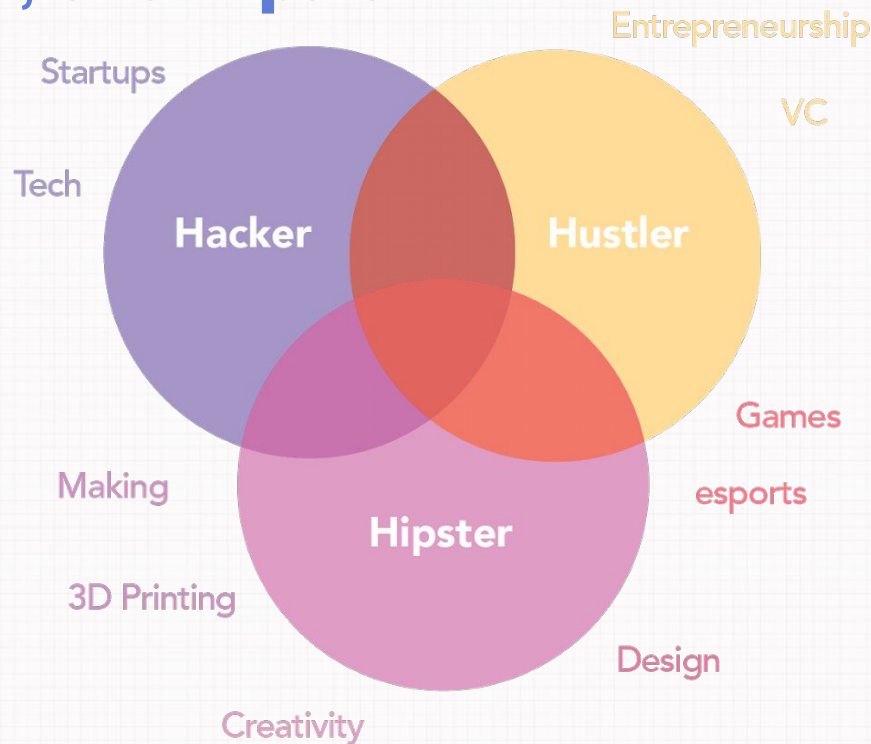 Entrepreneurship
Startups
VC
Tech
Hacker
Hustler
Games
Making
esports
Hipster
3D Printing
Design
Creativity